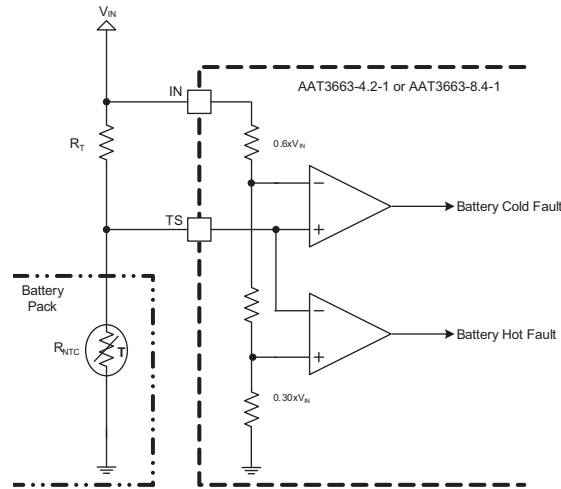 VIN
IN
AAT3663-4.2-1 or AAT3663-8.4-1
RT
0.6xVIN
Battery Cold Fault
TS
Battery
Pack
Battery Hot Fault
RNTC
T
0.30xVIN